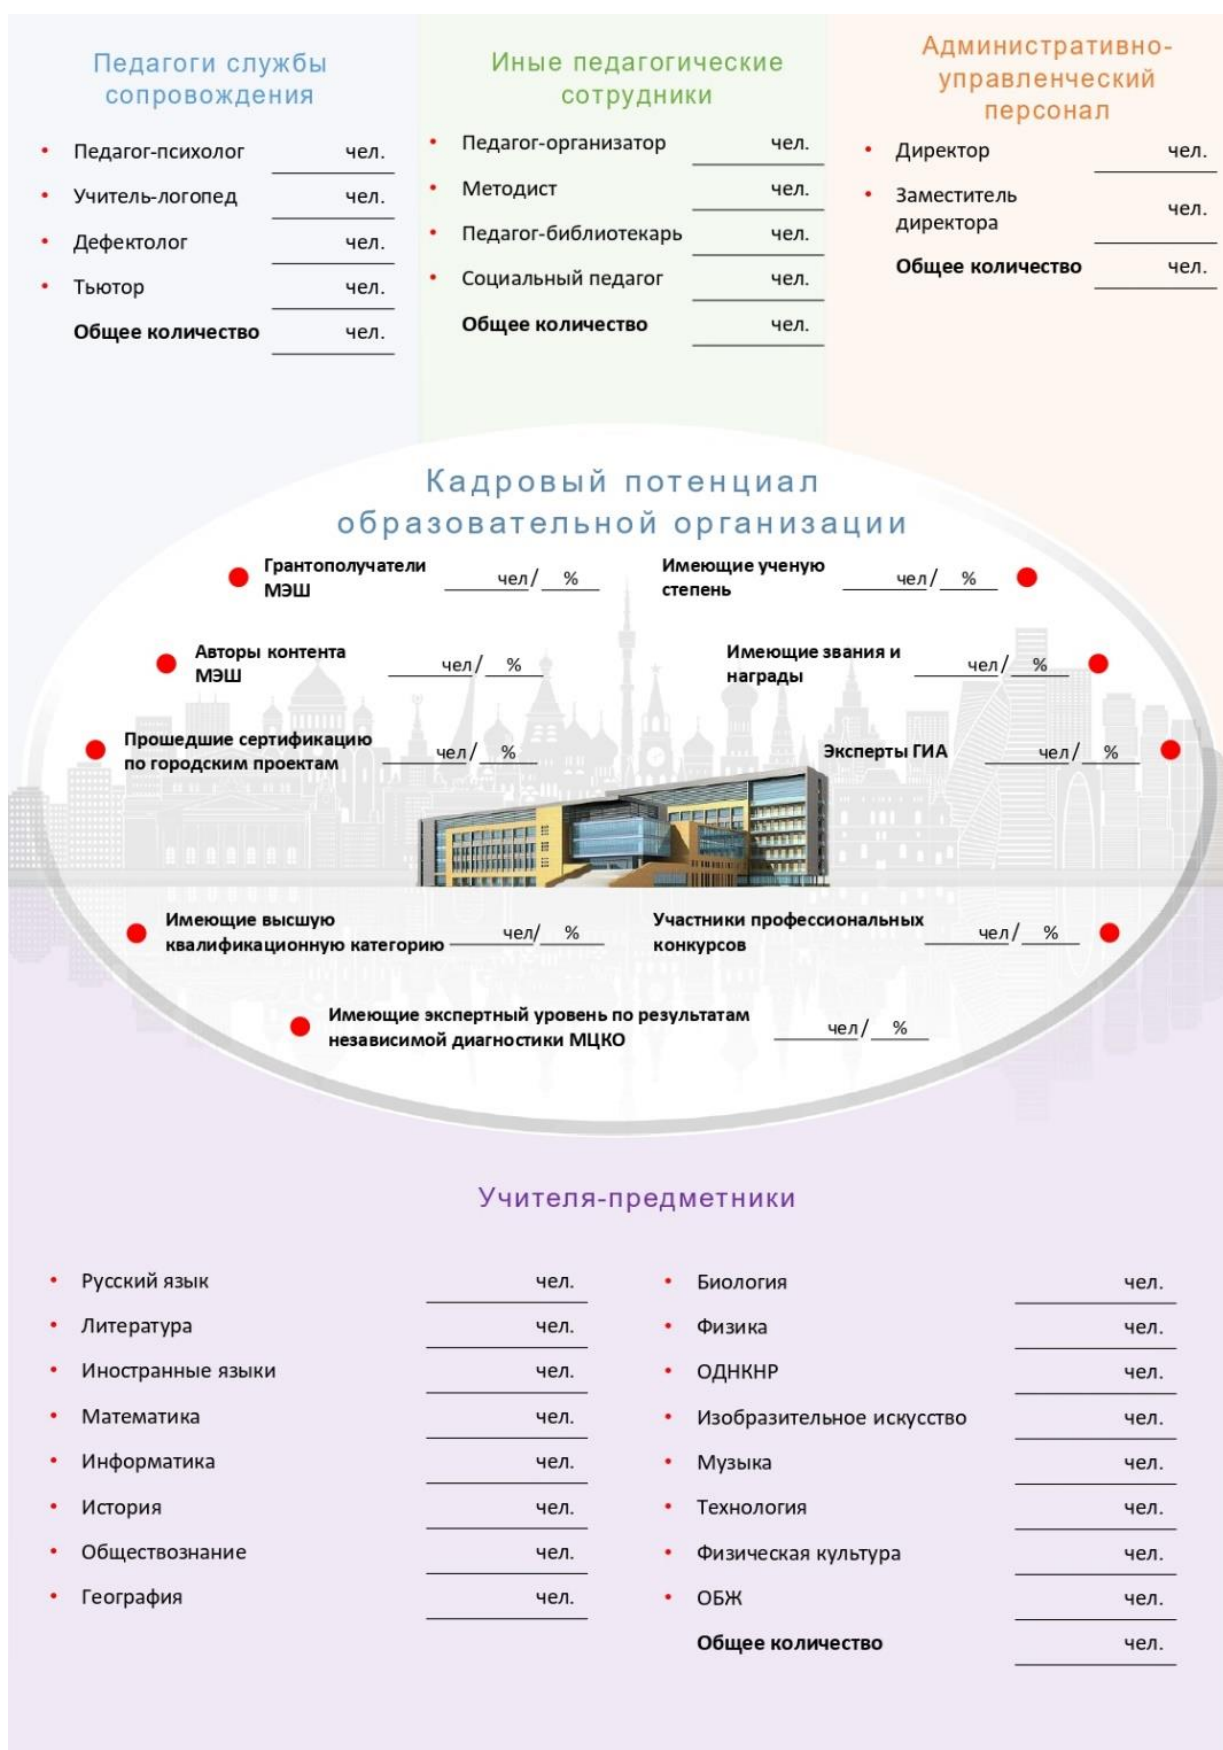 Педагоги службы
сопровождения
Педагог-психолог чел.
Учитель-логопед чел.
Дефектолог чел.
Тьютор чел.
Общее количество чел.
Иные педагогические
сотрудники
Педагог-организатор чел.
Методист чел.
Педагог-библиотекарь чел.
Социальный педагог чел.
Общее количество чел.
Административно-
управленческий
персонал
Директор чел.
Заместитель
директора чел.
Общее количество чел.
Кадровый потенциал
образовательной организации
Грантополучатели
МЭШ чел/ %
Имеющие ученую
степень чел/ %
Авторы контента
МЭШ чел/ %
Имеющие звания и
награды чел/ %
Прошедшие сертификацию
по городским проектам чел/ %
Эксперты ГИА чел/ %
Имеющие высшую
квалификационную категорию чел/ %
Участники профессиональных
конкурсов чел/ %
Имеющие экспертный уровень по результатам
независимой диагностики МЦКО чел/ %
Учителя-предметники
Русский язык чел.
Литература чел.
Иностранные языки чел.
Математика чел.
Информатика чел.
История чел.
Обществознание чел.
География чел.
Биология чел.
Физика чел.
ОДНКНР чел.
Изобразительное искусство чел.
Музыка чел.
Технология чел.
Физическая культура чел.
ОБЖ чел.
Общее количество чел.